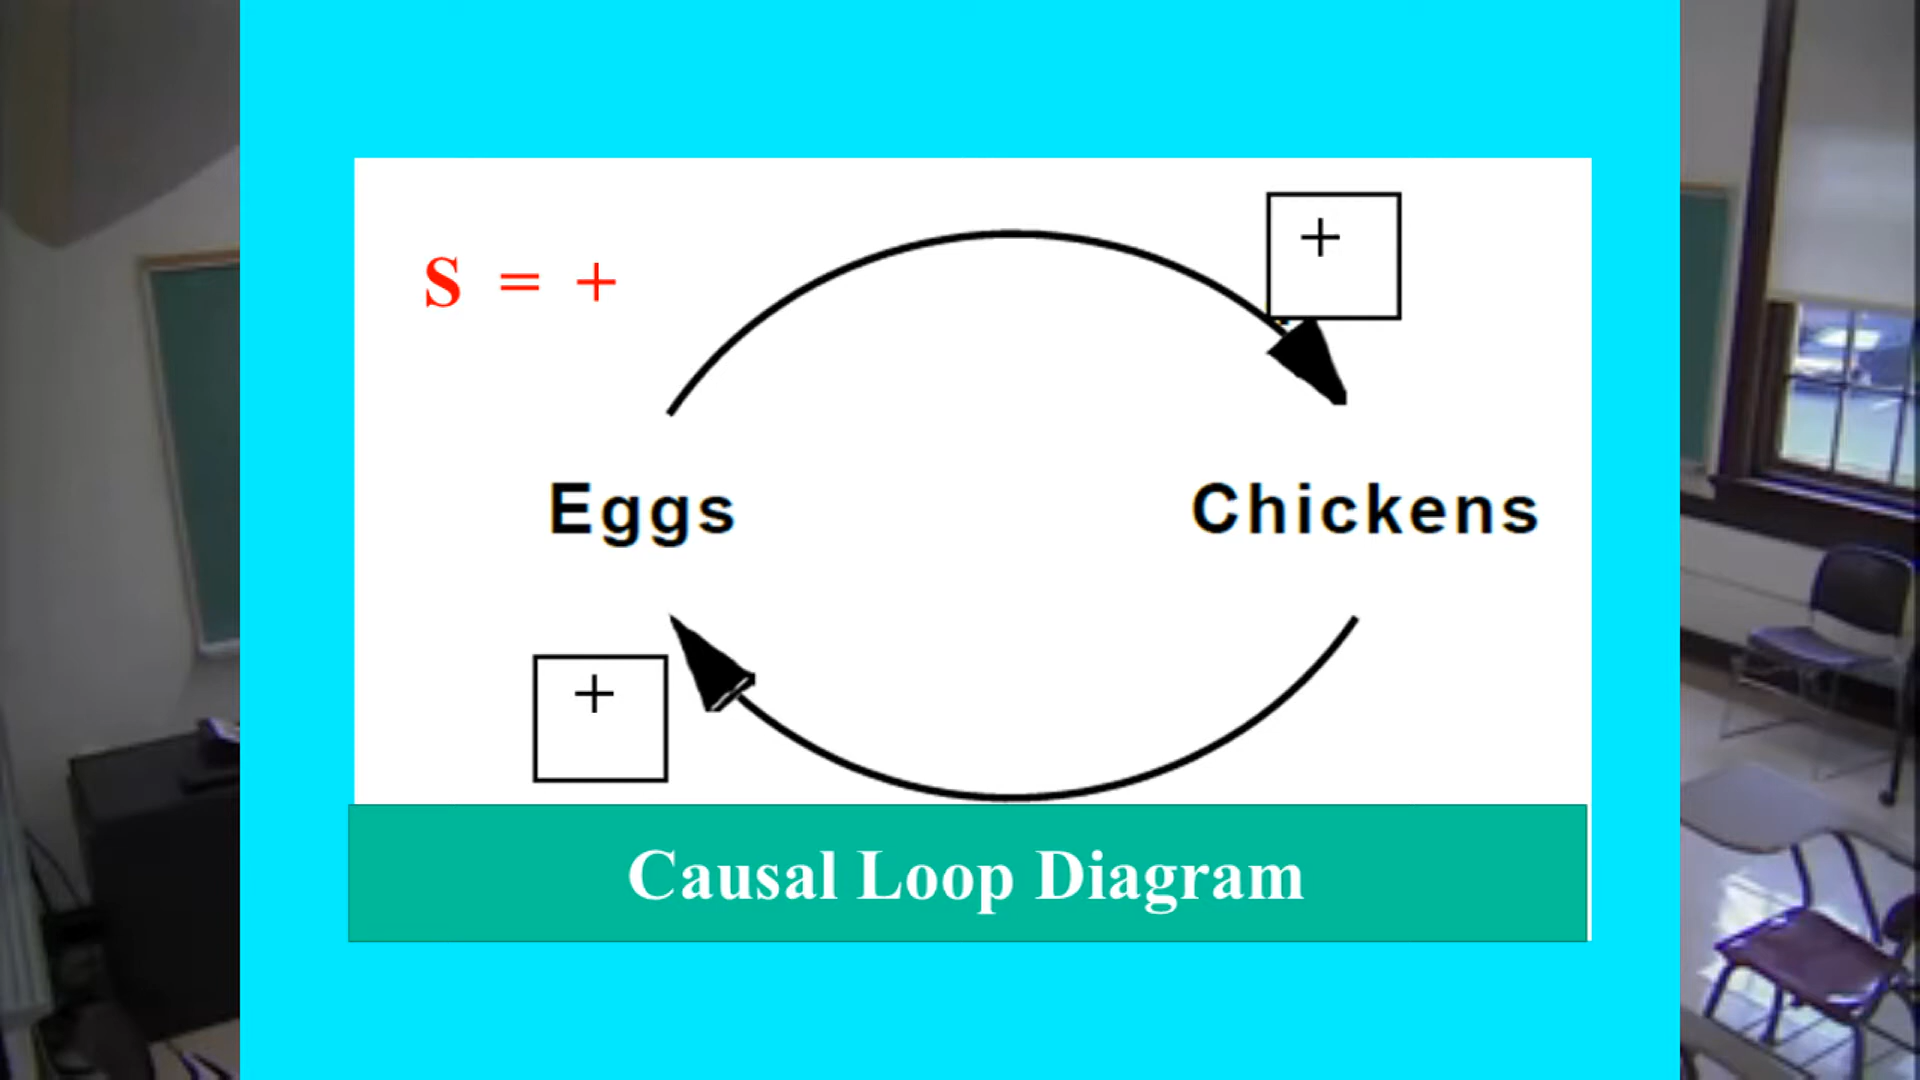 +
S = +
Eggs
Chickens
+
Causal Loop Diagram